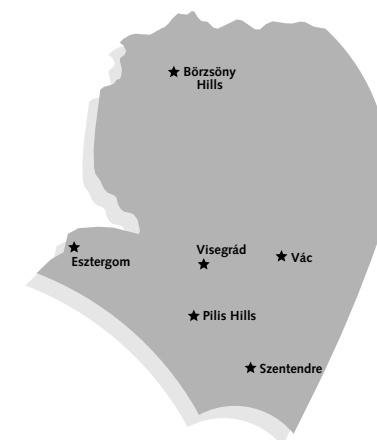 Börzsöny
Hills
Visegrád
Vác
Esztergom
Pilis Hills
Szentendre